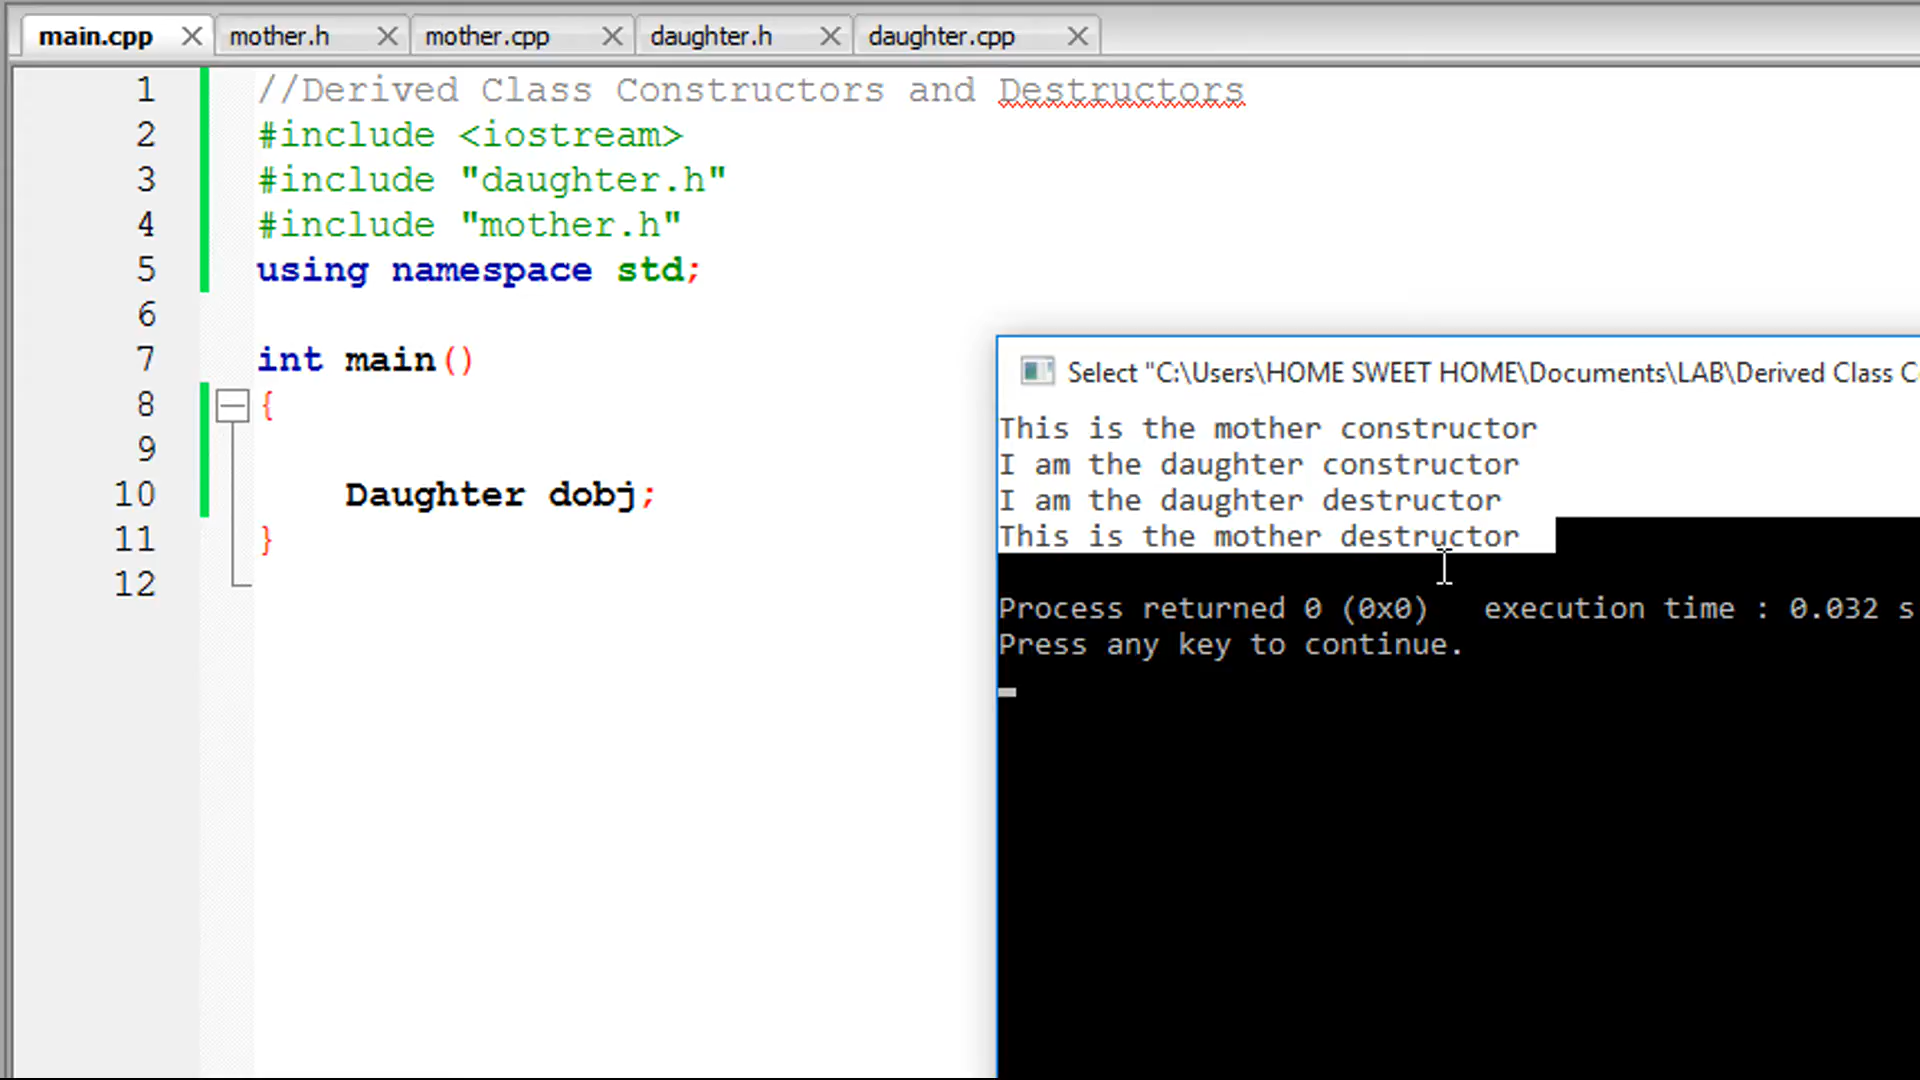 main.cpp mother.h mother.cpp daughter.h daughter.cpp
1 //Derived Class Constructors and Destructors
2 #include <iostream>
3 #include "daughter.h"
4 #include "mother.h"
5 using namespace std;
6
7 int main()
8 {
9
10 Daughter dobj;
11 }
12
Select "C:\Users\HOME SWEET HOME\Documents\LAB\Derived Class C
This is the mother constructor
I am the daughter constructor
I am the daughter destructor
This is the mother destructor
Process returned 0 (0x0) execution time : 0.032 s
Press any key to continue.